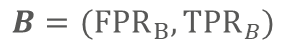 B = (FPR_B, TPR_B)